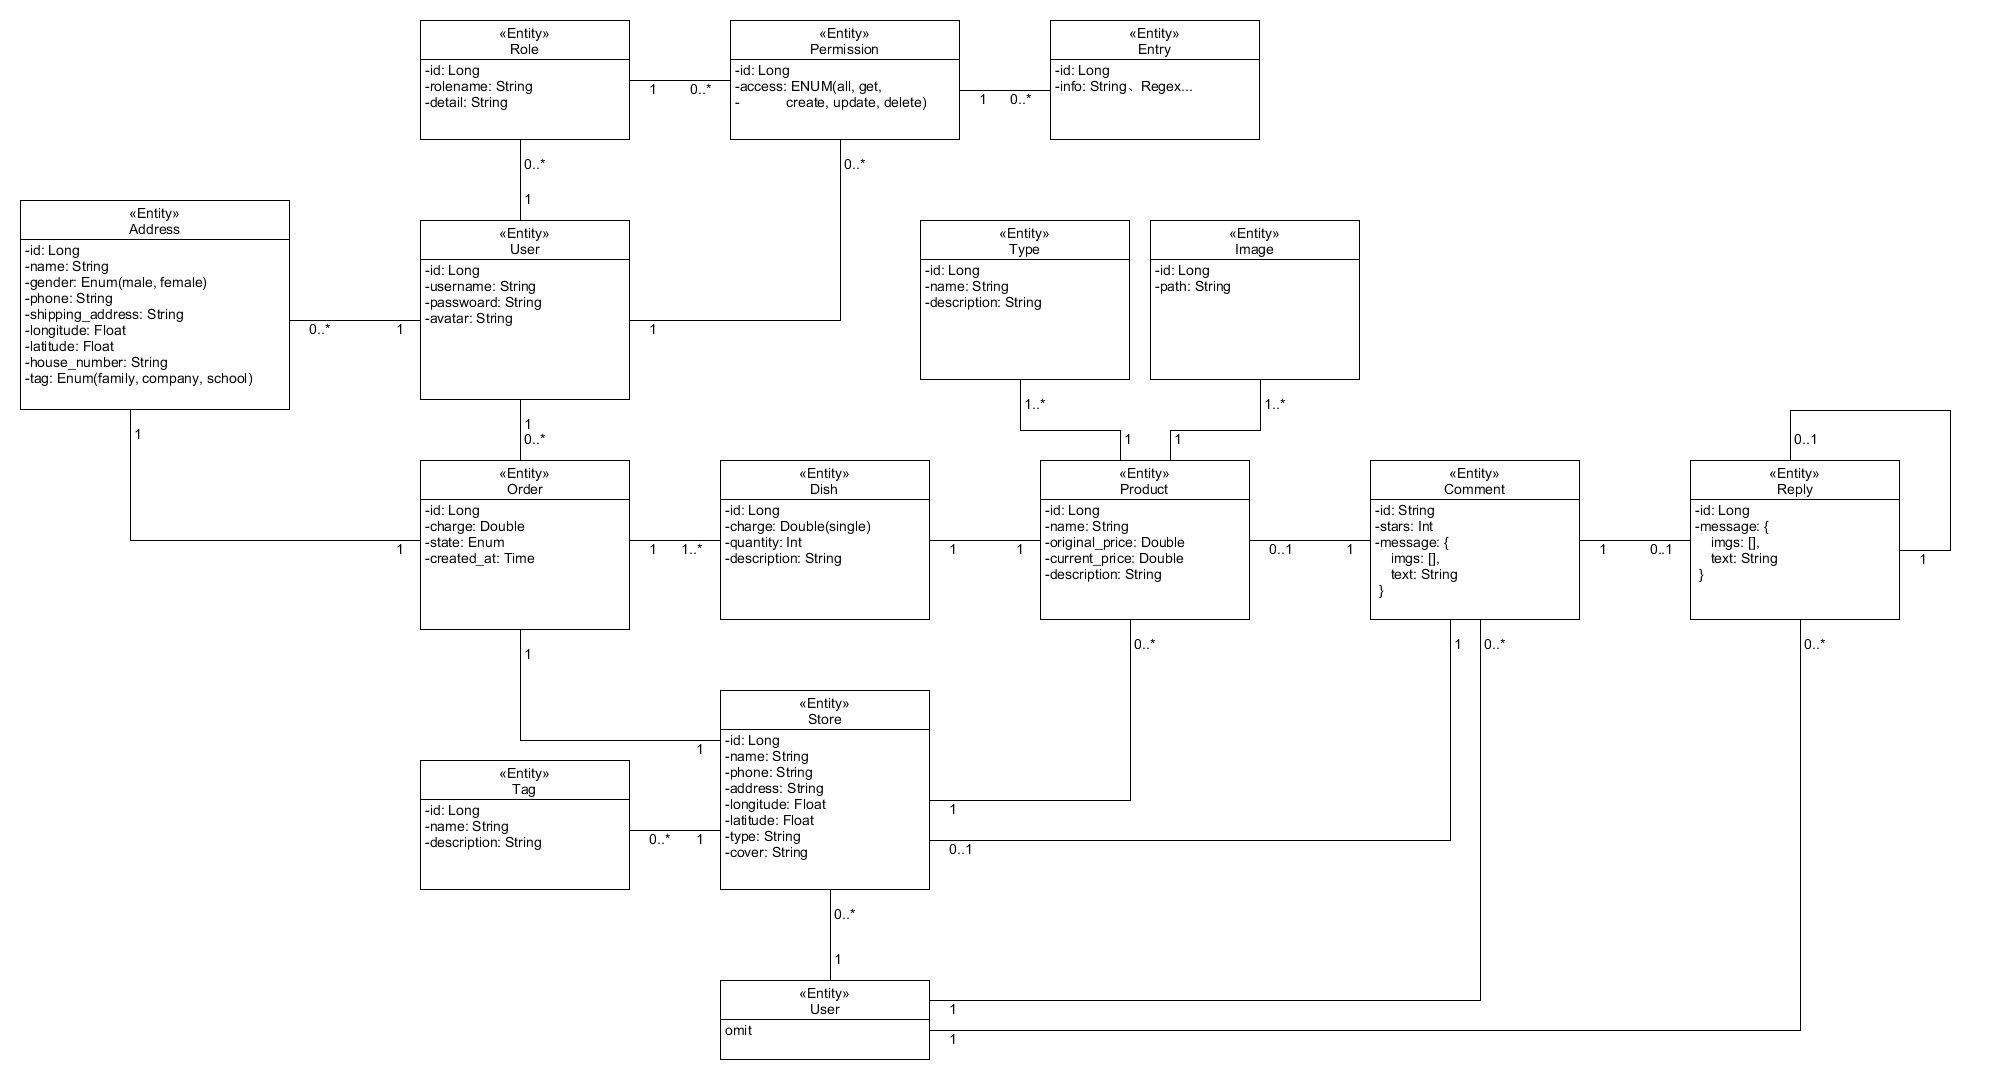 «Entity»
Role
-id: Long
-rolename: String
-detail: String
1
0..*
«Entity»
Permission
-id: Long
-access: ENUM(all, get,
- create, update, delete)
1
0..*
«Entity»
Entry
-id: Long
-info: String、Regex...
0..*
1
0..*
«Entity»
Address
-id: Long
-name: String
-gender: Enum(male, female)
-phone: String
-shipping_address: String
-longitude: Float
-latitude: Float
-house_number: String
-tag: Enum(family, company, school)
0..*
1
1
«Entity»
User
-id: Long
-username: String
-passwoard: String
-avatar: String
1
1
0..*
«Entity»
Type
-id: Long
-name: String
-description: String
1..*
1
«Entity»
Image
-id: Long
-path: String
1..*
1
«Entity»
Order
-id: Long
-charge: Double
-state: Enum
-created_at: Time
1
1
1..*
1
«Entity»
Dish
-id: Long
-charge: Double(single)
-quantity: Int
-description: String
1
1
«Entity»
Product
-id: Long
-name: String
-original_price: Double
-current_price: Double
-description: String
0..1
1
0..*
«Entity»
Comment
-id: String
-stars: Int
-message: {
imgs: [],
text: String
}
1
0..1
1
0..*
0..1
«Entity»
Reply
-id: Long
-message: {
imgs: [],
text: String
}
1
0..*
«Entity»
Store
-id: Long
-name: String
-phone: String
-address: String
-longitude: Float
-latitude: Float
-type: String
-cover: String
1
1
0..1
«Entity»
Tag
-id: Long
-name: String
-description: String
0..*
1
0..*
1
«Entity»
User
omit
1
1